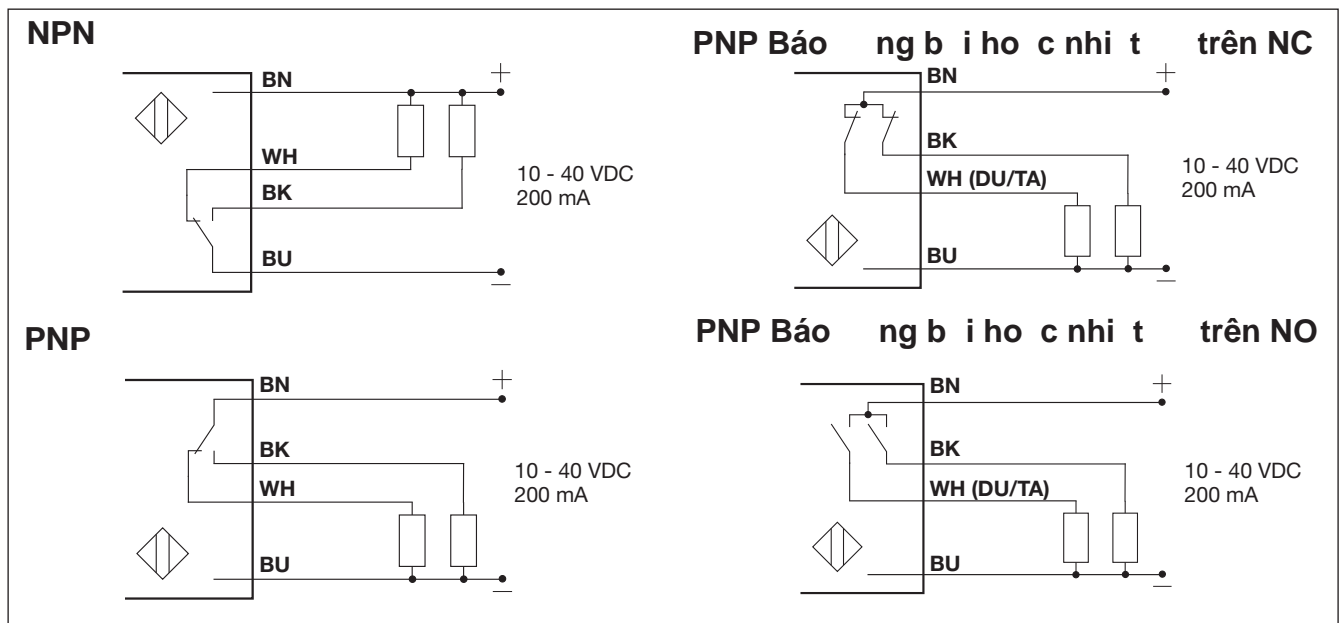 NPN
BN
+
WH
BK
10 - 40 VDC
200 mA
BU
–
PNP Báo ng b i ho c nhi t trên NC
BN
+
BK
WH (DU/TA)
10 - 40 VDC
200 mA
BU
–
PNP
BN
+
BK
WH
10 - 40 VDC
200 mA
BU
–
PNP Báo ng b i ho c nhi t trên NO
BN
+
BK
WH (DU/TA)
10 - 40 VDC
200 mA
BU
–